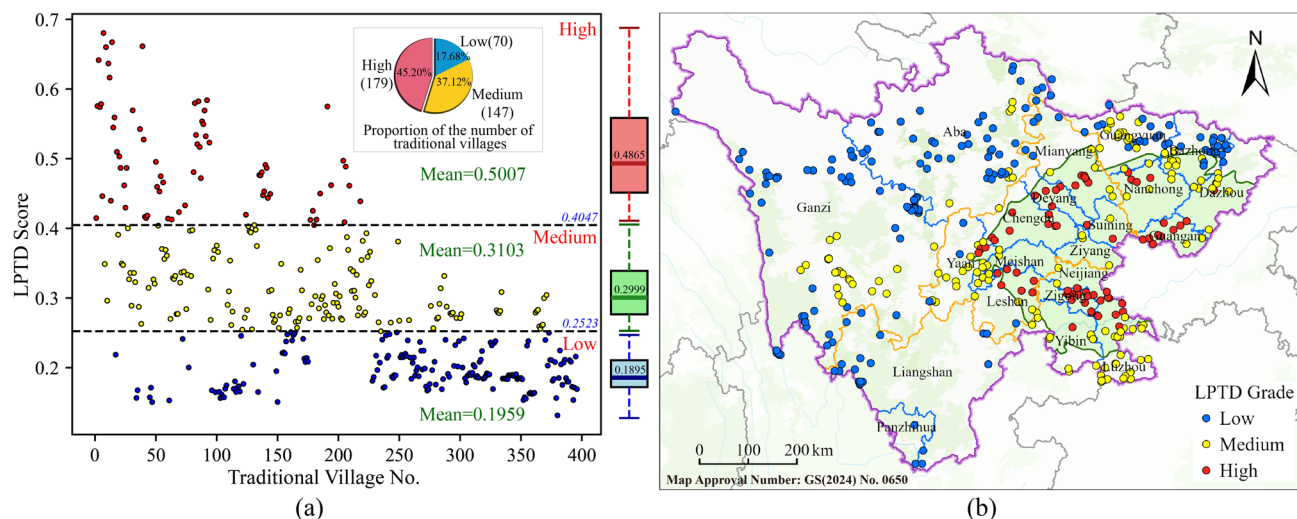 0.7
0.6
0.5
0.4
0.3
0.2
LPTD Score
0
50
100
150
200
250
300
350
400
Traditional Village No.
High
(179)
45.20%
Low(70)
17.68%
37.12%
Medium
(147)
Proportion of the number of
traditional villages
High
Mean=0.5007
0.4047
Medium
Mean=0.3103
0.2523
Low
Mean=0.1959
0.4865
0.2999
0.1895
(a)
N
Aba
Mianyang
Guangyuan
Bazhong
Ganzi
Deyang
Nanchong
Dazhou
Chengdu
Suining
Guangan
Ziyang
Yaan
Meishan
Neijiang
Leshan
Zigong
Yibin
Luzhou
Liangshan
Panzhihua
0
100
200 km
Map Approval Number: GS(2024) No. 0650
LPTD Grade
Low
Medium
High
(b)